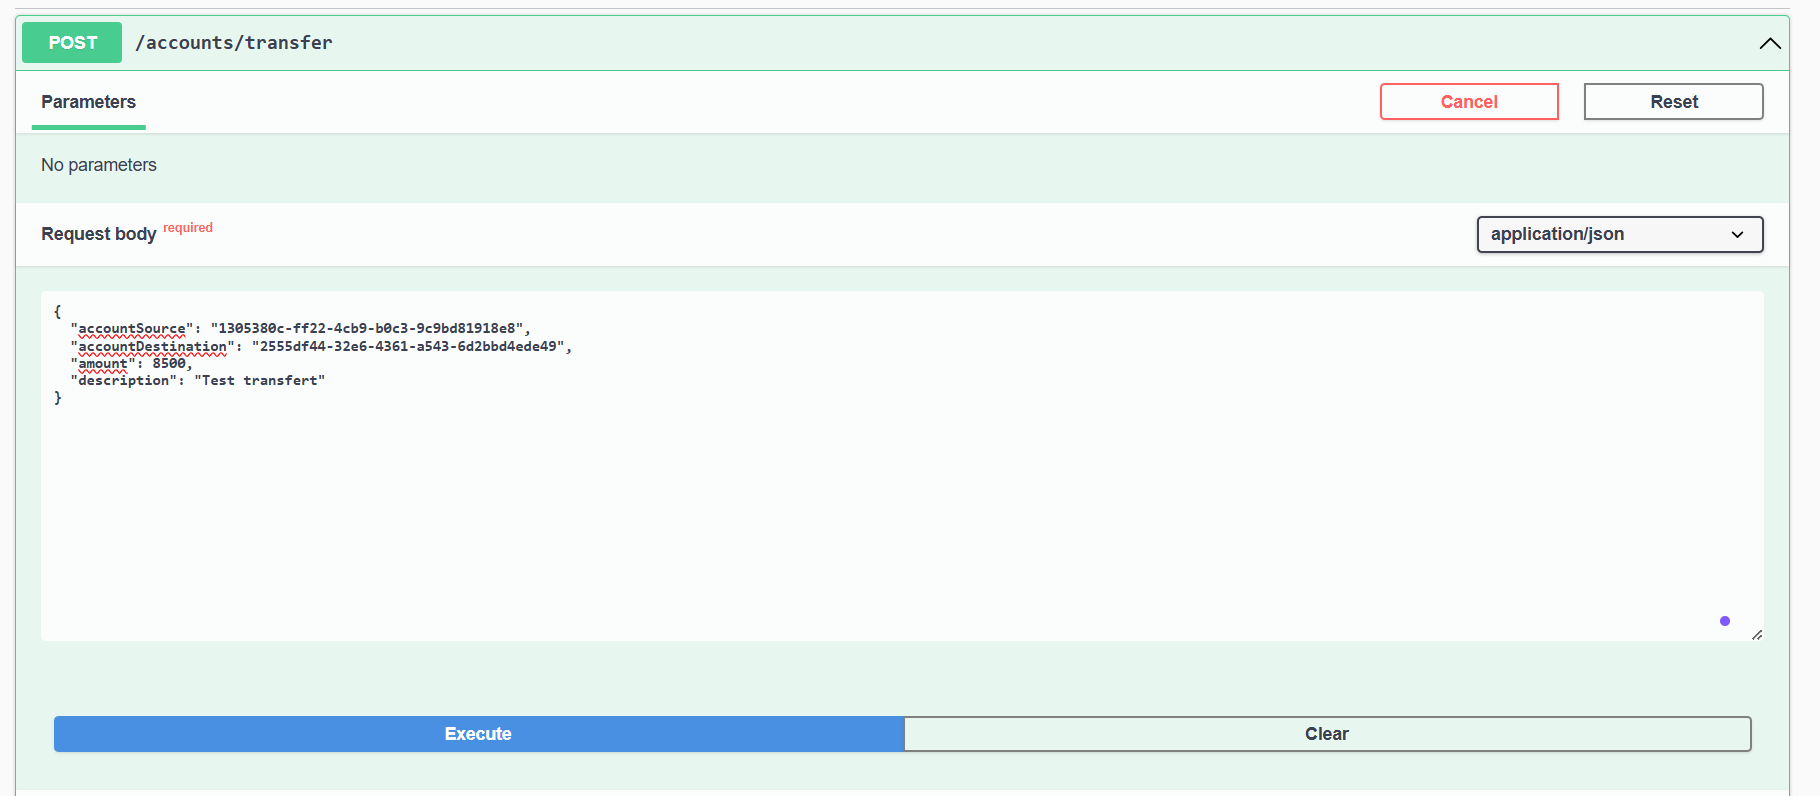 POST /accounts/transfer
Parameters
Cancel
Reset
No parameters
Request body required
application/json
{
  "accountSource": "1305380c-ff22-4cb9-b0c3-9c9bd81918e8",
  "accountDestination": "2555df44-32e6-4361-a543-6d2bbd4ede49",
  "amount": 8500,
  "description": "Test transfert"
}
Execute
Clear